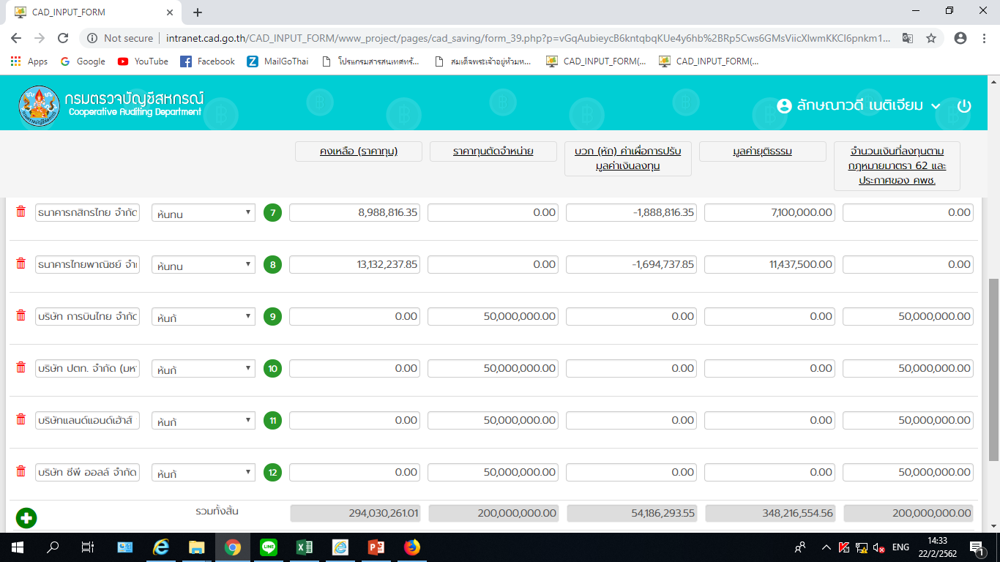 CAD_INPUT_FORM
Not secure | intranet.cad.go.th/CAD_INPUT_FORM/www_project/pages/cad_saving/form_39.php?p=vGqAubieycB6kntqbqKUe4y6hb%2BRp5Cws6GMsViicXIwmKKCI6pnkm1...
Apps Google YouTube Facebook MailGoThai โปรแกรมสารสนเทศทรั... สมเด็จพระเจ้าอยู่หัวมห... CAD_INPUT_FORM(... CAD_INPUT_FORM(...
กรมตรวจบัญชีสหกรณ์
Cooperative Auditing Department
ลักษณาวดี เนติเจียม
คงเหลือ (ราคาทุน)
ราคาทุนตัดจำหน่าย
บวก (หัก) ค่าเผื่อการปรับ
มูลค่าเงินลงทุน
มูลค่ายุติธรรม
จำนวนเงินที่ลงทุนตาม
กฎหมายมาตรา 62 และ
ประกาศของ คพช.
ธนาคารกสิกรไทย จำกัด หุ้นทน 7 8,988,816.35 0.00 -1,888,816.35 7,100,000.00 0.00
ธนาคารไทยพาณิชย์ จำ หุ้นทน 8 13,132,237.85 0.00 -1,694,737.85 11,437,500.00 0.00
บริษัท การบินไทย จำกัด หุ้นกู้ 9 0.00 50,000,000.00 0.00 0.00 50,000,000.00
บริษัท ปตท. จำกัด (มห หุ้นกู้ 10 0.00 50,000,000.00 0.00 0.00 50,000,000.00
บริษัทแลนด์แอนด์เฮ้าส์ หุ้นกู้ 11 0.00 50,000,000.00 0.00 0.00 50,000,000.00
บริษัท ซีพี ออลล์ จำกัด หุ้นกู้ 12 0.00 50,000,000.00 0.00 0.00 50,000,000.00
รวมทั้งสิ้น 294,030,261.01 200,000,000.00 54,186,293.55 348,216,554.56 200,000,000.00
LINE
ENG
14:33
22/2/2562
1